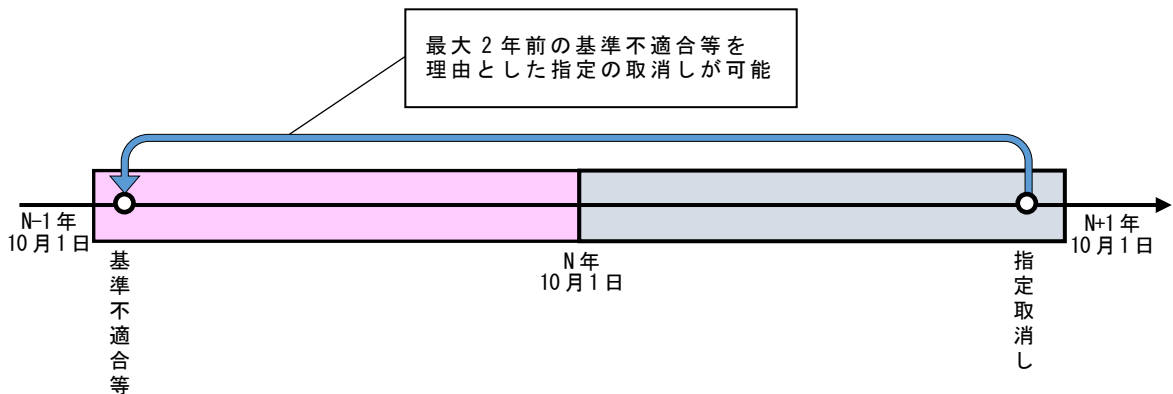 最大2年前の基準不適合等を
理由とした指定の取消しが可能
N-1年
10月1日
N年
10月1日
N+1年
10月1日
基準不適合等
指定取消し